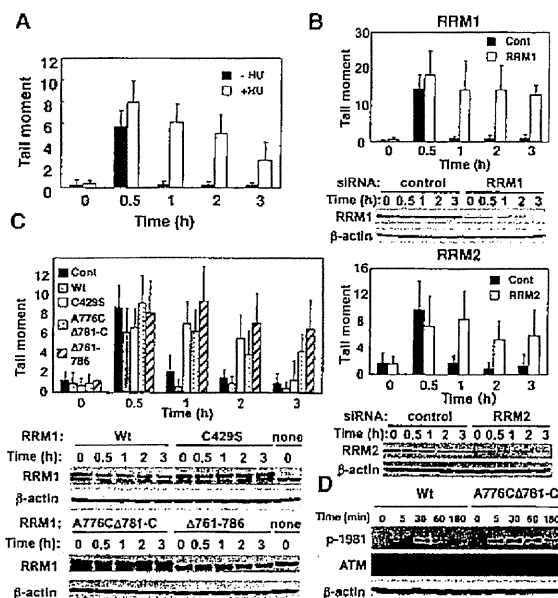 A
Tail moment
12
10
8
6
4
2
0
- HU
+HU
0 0.5 1 2 3
Time (h)
B
RRM1
Tail moment
30
20
10
0
Cont
RRM1
0 0.5 1 2 3
Time (h)
siRNA: control RRM1
Time (h) 0 0.5 1 2 3 0 0.5 1 2 3
RRM1
β-actin
RRM2
Tail moment
16
12
8
4
0
Cont
RRM2
0 0.5 1 2 3
Time (h)
siRNA: control RRM2
Time (h) 0 0.5 1 2 3 0 0.5 1 2 3
RRM2
β-actin
C
Tail moment
12
8
4
0
Cont
Wt
C429S
A776C
Δ781-C
Δ761-
786
0 0.5 1 2 3
Time (h)
RRM1: Wt C429S none
Time (h) 0 0.5 1 2 3 0 0.5 1 2 3 0
RRM1
β-actin
RRM1: A776CΔ781-C Δ761-786 none
Time (h): 0 0.5 1 2 3 0 0.5 1 2 3 0
RRM1
β-actin
D
Wt A776CΔ781-C
Time (min) 0 5 30 60 180 0 5 30 60 180
p-1981
ATM
β-actin